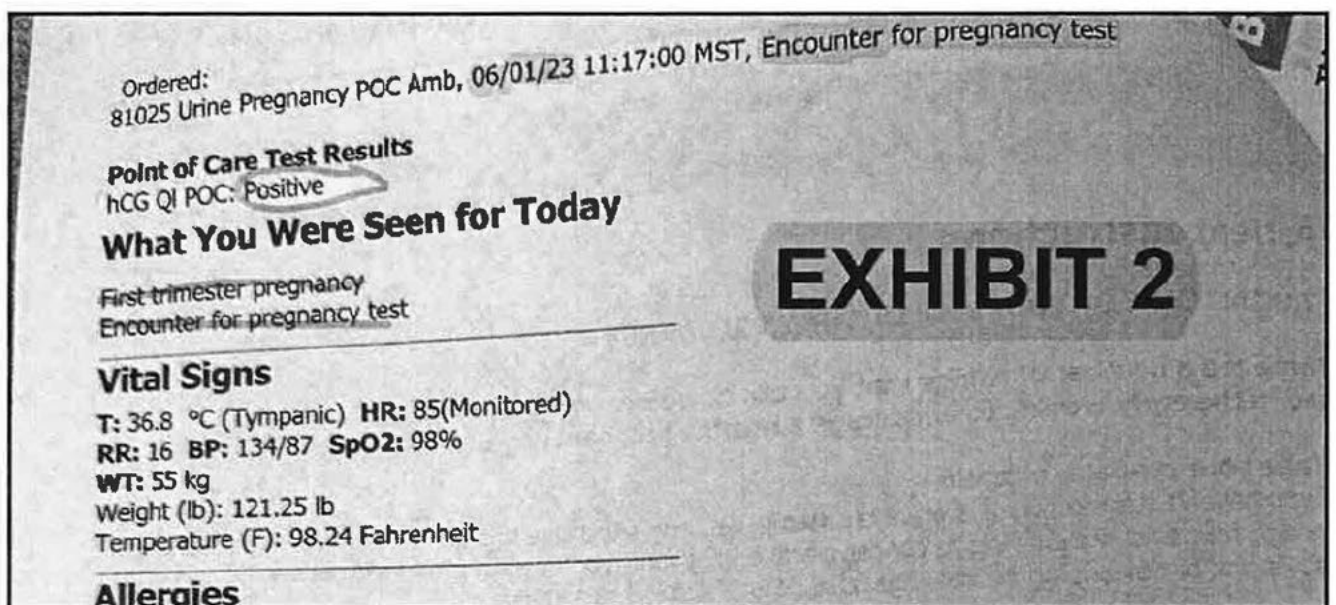 Ordered:
81025 Urine Pregnancy POC Amb, 06/01/23 11:17:00 MST, Encounter for pregnancy test
Point of Care Test Results
hCG Ql POC: Positive
What You Were Seen for Today
First trimester pregnancy
Encounter for pregnancy test
EXHIBIT 2
Vital Signs
T: 36.8 °C (Tympanic) HR: 85(Monitored)
RR: 16 BP: 134/87 SpO2: 98%
WT: 55 kg
Weight (lb): 121.25 lb
Temperature (F): 98.24 Fahrenheit
Allergies